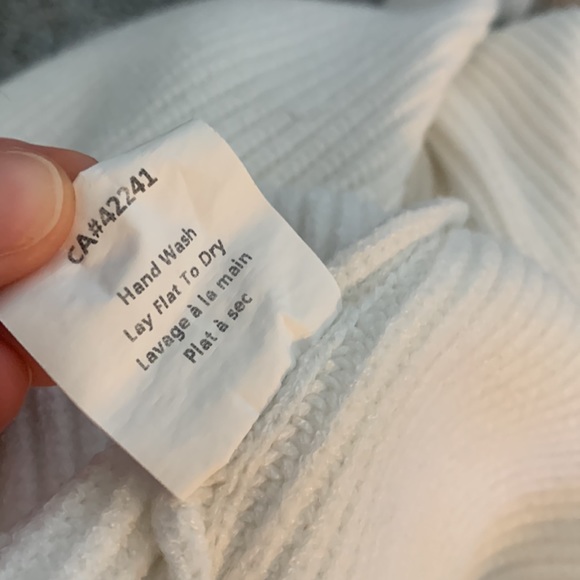 CA#42241
Hand Wash
Lay Flat To Dry
Lavage à la main
Plat à sec